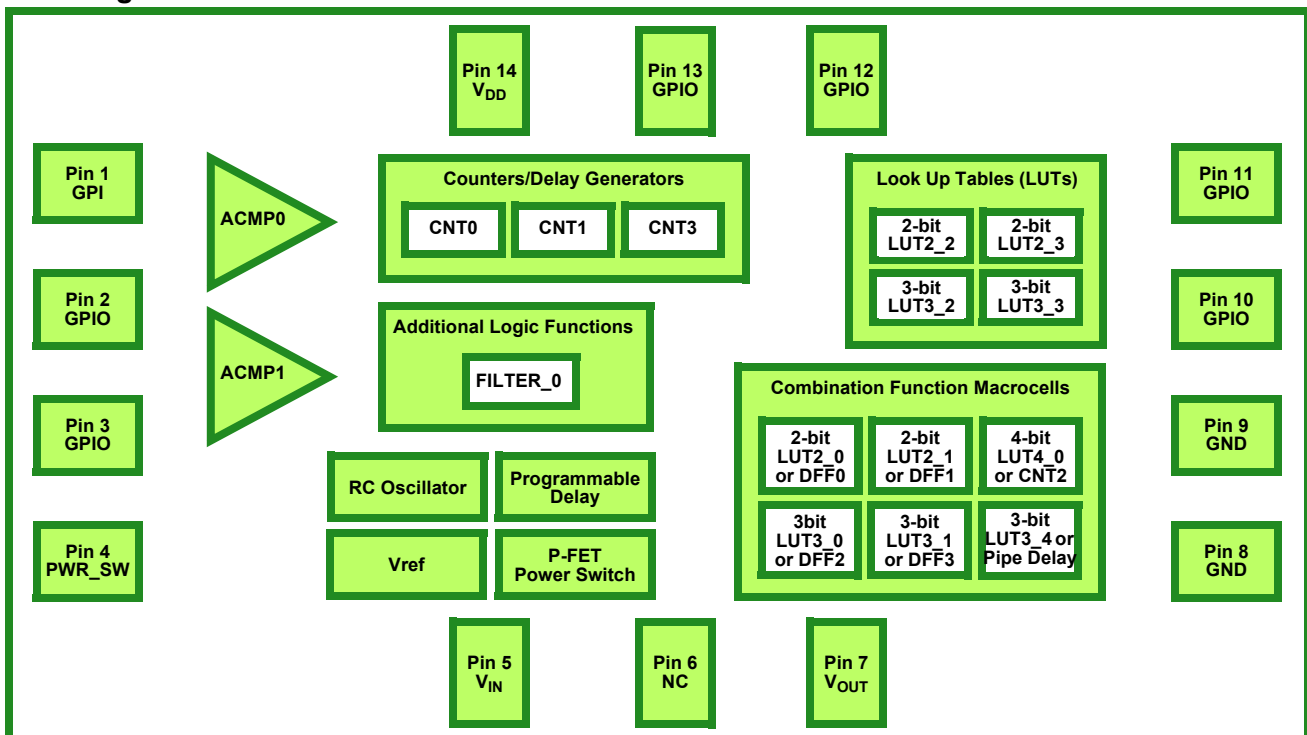 Pin 14
VDD
Pin 13
GPIO
Pin 12
GPIO
Pin 1
GPI
Pin 2
GPIO
Pin 3
GPIO
Pin 4
PWR_SW
ACMP0
ACMP1
Counters/Delay Generators
CNT0
CNT1
CNT3
Additional Logic Functions
FILTER_0
RC Oscillator
Programmable
Delay
Vref
P-FET
Power Switch
Look Up Tables (LUTs)
2-bit
LUT2_2
2-bit
LUT2_3
3-bit
LUT3_2
3-bit
LUT3_3
Combination Function Macrocells
2-bit
LUT2_0
or DFF0
2-bit
LUT2_1
or DFF1
4-bit
LUT4_0
or CNT2
3bit
LUT3_0
or DFF2
3-bit
LUT3_1
or DFF3
3-bit
LUT3_4 or
Pipe Delay
Pin 11
GPIO
Pin 10
GPIO
Pin 9
GND
Pin 8
GND
Pin 5
VIN
Pin 6
NC
Pin 7
VOUT